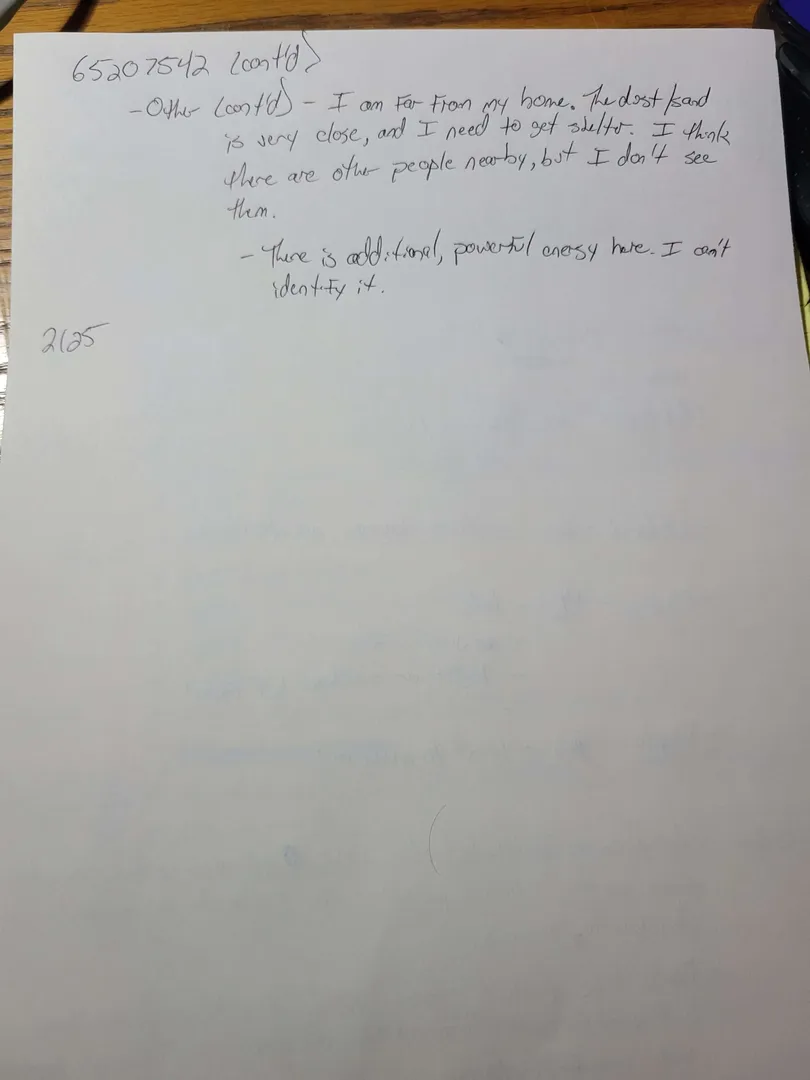 65207542 (cont'd)
- Other (cont'd) - I am far from my home. The dust/sand
is very close, and I need to get shelter. I think
there are other people nearby, but I don't see
them.
- There is additional, powerful energy here. I can't
identify it.
2125